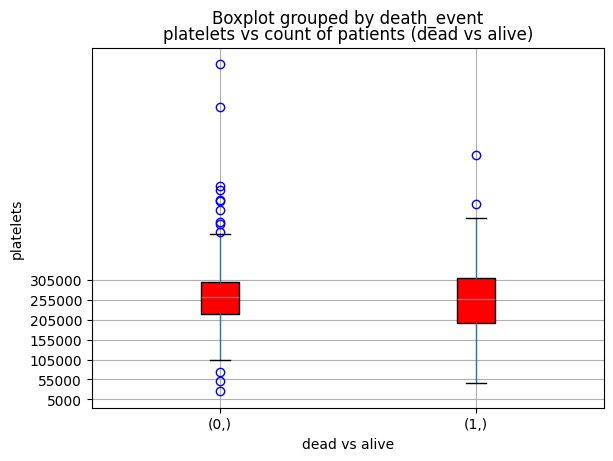 Boxplot grouped by death_event
platelets vs count of patients (dead vs alive)
platelets
305000
255000
205000
155000
105000
55000
5000
(0,)
(1,)
dead vs alive